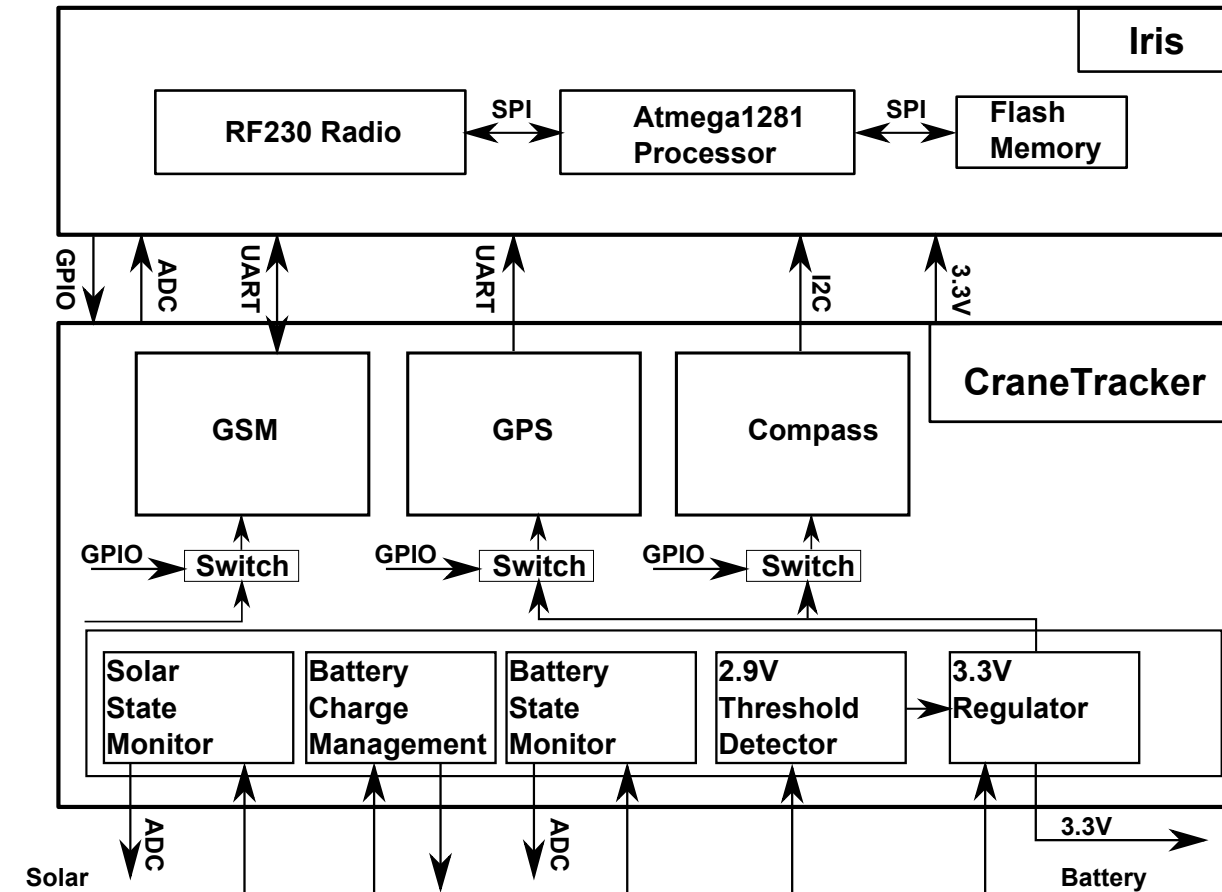 Iris
RF230 Radio
SPI
Atmega1281
Processor
SPI
Flash
Memory
GPIO
ADC
UART
UART
I2C
3.3V
CraneTracker
GSM
GPS
Compass
GPIO
Switch
GPIO
Switch
GPIO
Switch
Solar
State
Monitor
Battery
Charge
Management
Battery
State
Monitor
2.9V
Threshold
Detector
3.3V
Regulator
ADC
ADC
3.3V
Solar
Battery